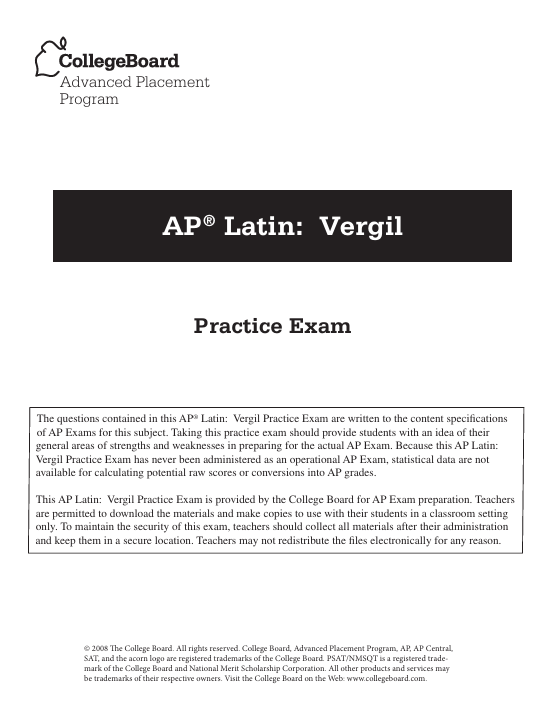 CollegeBoard
Advanced Placement
Program
AP® Latin: Vergil
Practice Exam
The questions contained in this AP® Latin: Vergil Practice Exam are written to the content specifications
of AP Exams for this subject. Taking this practice exam should provide students with an idea of their
general areas of strengths and weaknesses in preparing for the actual AP Exam. Because this AP Latin:
Vergil Practice Exam has never been administered as an operational AP Exam, statistical data are not
available for calculating potential raw scores or conversions into AP grades.
This AP Latin: Vergil Practice Exam is provided by the College Board for AP Exam preparation. Teachers
are permitted to download the materials and make copies to use with their students in a classroom setting
only. To maintain the security of this exam, teachers should collect all materials after their administration
and keep them in a secure location. Teachers may not redistribute the files electronically for any reason.
© 2008 The College Board. All rights reserved. College Board, Advanced Placement Program, AP, AP Central,
SAT, and the acorn logo are registered trademarks of the College Board. PSAT/NMSQT is a registered trade-
mark of the College Board and National Merit Scholarship Corporation. All other products and services may
be trademarks of their respective owners. Visit the College Board on the Web: www.collegeboard.com.